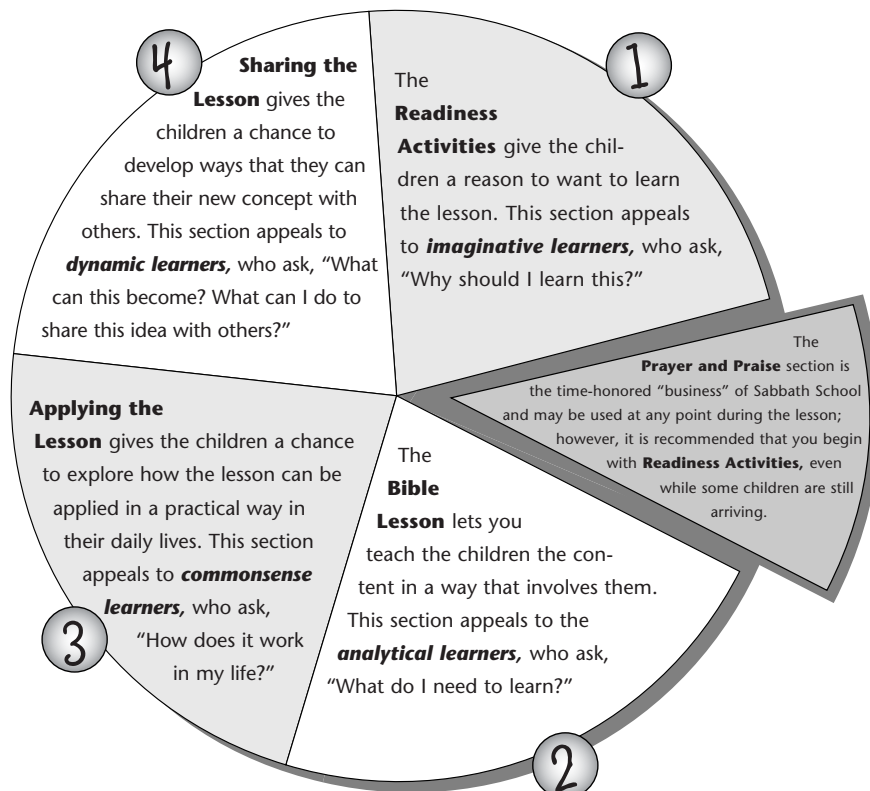 1
The
Readiness
Activities give the chil-
dren a reason to want to learn
the lesson. This section appeals
to imaginative learners, who ask,
“Why should I learn this?”
The
Prayer and Praise section is
the time-honored “business” of Sabbath School
and may be used at any point during the lesson;
however, it is recommended that you begin
with Readiness Activities, even
while some children are still
arriving.
2
The
Bible
Lesson lets you
teach the children the con-
tent in a way that involves them.
This section appeals to the
analytical learners, who ask,
“What do I need to learn?”
3
Applying the
Lesson gives the children a chance
to explore how the lesson can be
applied in a practical way in
their daily lives. This section
appeals to commonsense
learners, who ask,
“How does it work
in my life?”
4
Sharing the
Lesson gives the
children a chance to
develop ways that they can
share their new concept with
others. This section appeals to
dynamic learners, who ask, “What
can this become? What can I do to
share this idea with others?”